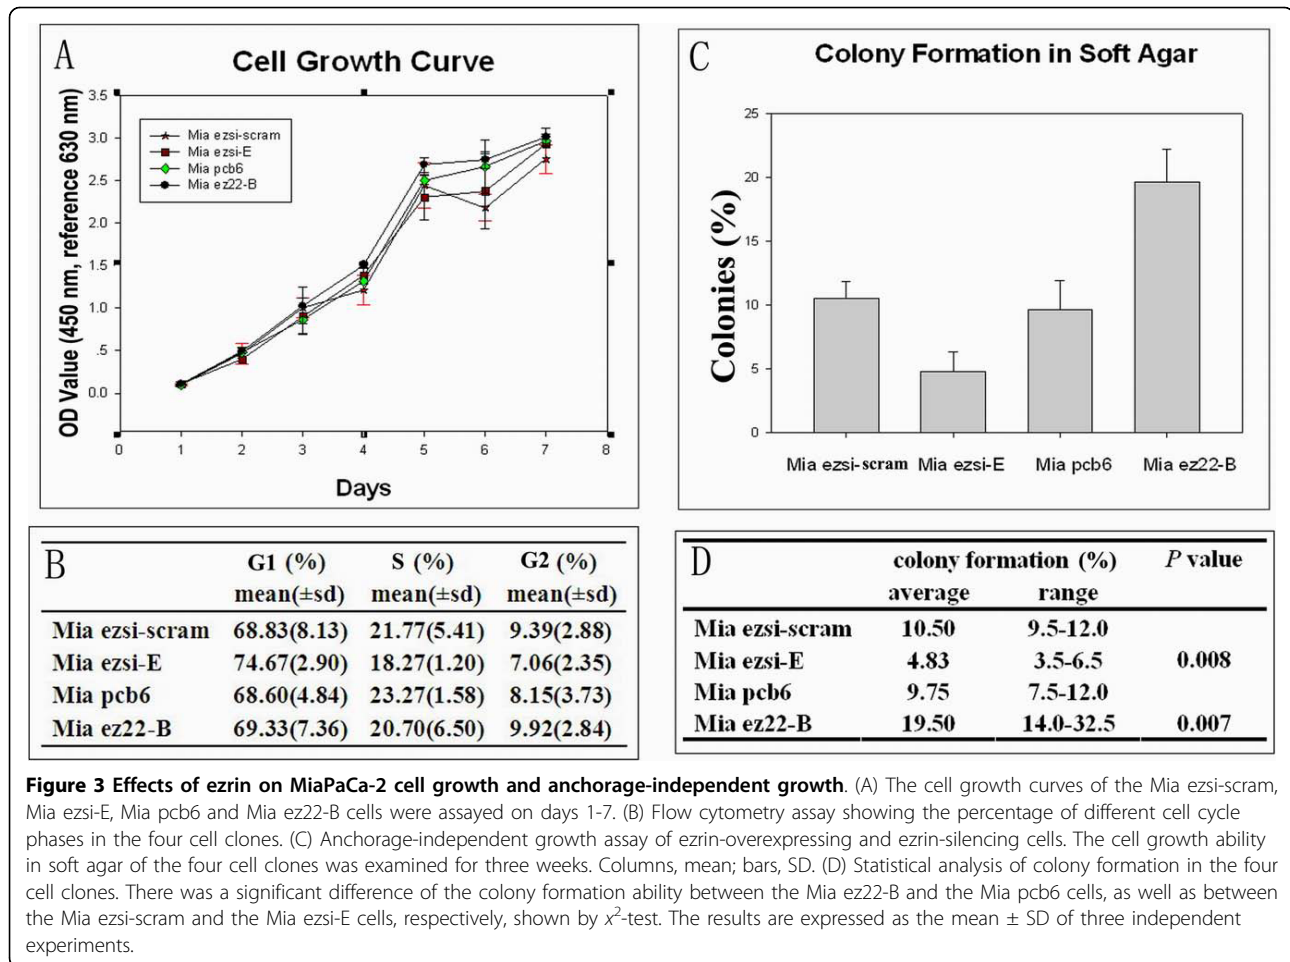 A
Cell Growth Curve
OD Value (450 nm, reference 630 nm)
3.5
3.0
2.5
2.0
1.5
1.0
.5
0.0
Mia ezsi-scram
Mia ezsi-E
Mia pcb6
Mia ez22-B
0 1 2 3 4 5 6 7 8
Days
C
Colony Formation in Soft Agar
Colonies (%)
25
20
15
10
5
0
Mia ezsi-scram Mia ezsi-E Mia pcb6 Mia ez22-B
B
G1 (%) S (%) G2 (%)
mean(±sd) mean(±sd) mean(±sd)
Mia ezsi-scram 68.83(8.13) 21.77(5.41) 9.39(2.88)
Mia ezsi-E 74.67(2.90) 18.27(1.20) 7.06(2.35)
Mia pcb6 68.60(4.84) 23.27(1.58) 8.15(3.73)
Mia ez22-B 69.33(7.36) 20.70(6.50) 9.92(2.84)
D
colony formation (%) P value
average range
Mia ezsi-scram 10.50 9.5-12.0
Mia ezsi-E 4.83 3.5-6.5 0.008
Mia pcb6 9.75 7.5-12.0
Mia ez22-B 19.50 14.0-32.5 0.007
Figure 3 Effects of ezrin on MiaPaCa-2 cell growth and anchorage-independent growth. (A) The cell growth curves of the Mia ezsi-scram,
Mia ezsi-E, Mia pcb6 and Mia ez22-B cells were assayed on days 1-7. (B) Flow cytometry assay showing the percentage of different cell cycle
phases in the four cell clones. (C) Anchorage-independent growth assay of ezrin-overexpressing and ezrin-silencing cells. The cell growth ability
in soft agar of the four cell clones was examined for three weeks. Columns, mean; bars, SD. (D) Statistical analysis of colony formation in the four
cell clones. There was a significant difference of the colony formation ability between the Mia ez22-B and the Mia pcb6 cells, as well as between
the Mia ezsi-scram and the Mia ezsi-E cells, respectively, shown by x²-test. The results are expressed as the mean ± SD of three independent
experiments.